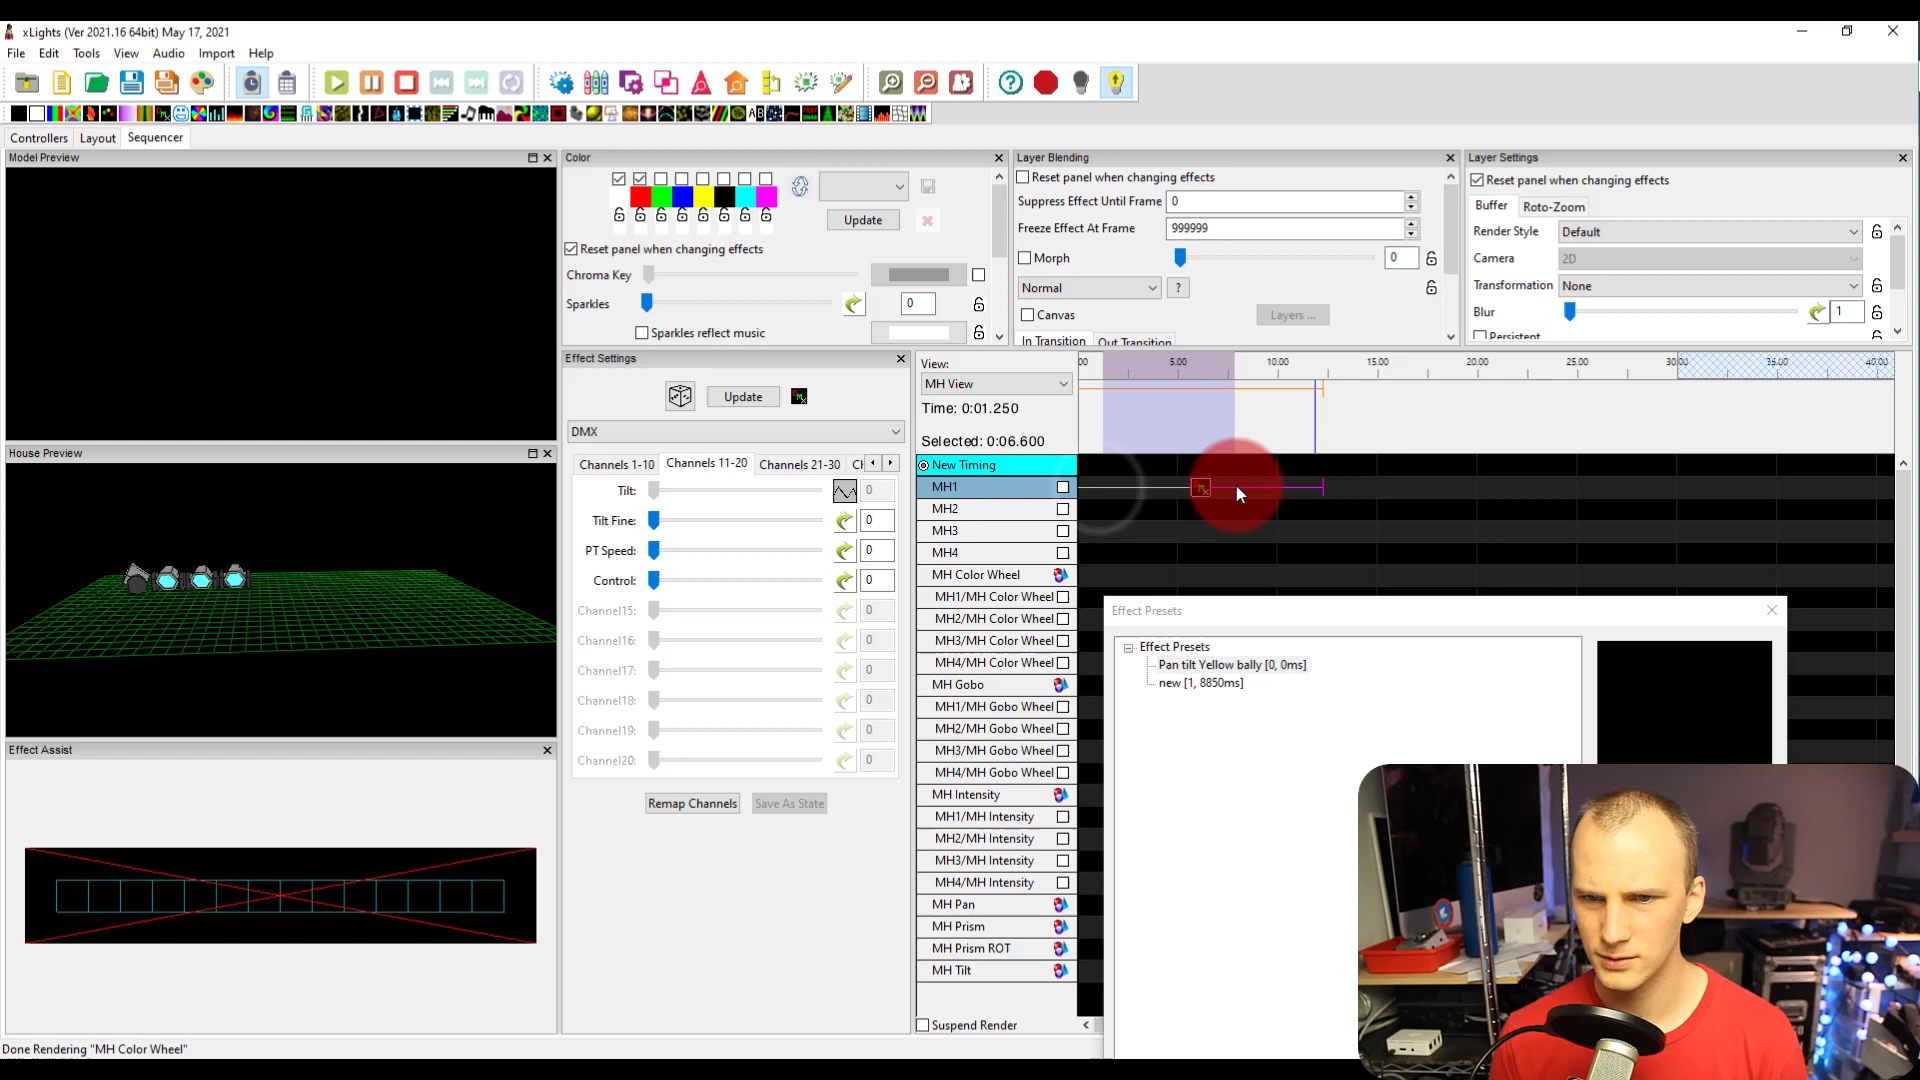 xLights (Ver 2021.16 64bit) May 17, 2021
File Edit Tools View Audio Import Help
Controllers Layout Sequencer
Model Preview
Color
Update
Reset panel when changing effects
Chroma Key
Sparkles 0
Sparkles reflect music
Layer Blending
Reset panel when changing effects
Suppress Effect Until Frame 0
Freeze Effect At Frame 999999
Morph 0
Normal ?
Canvas Layers ...
In Transition Out Transition
Layer Settings
Reset panel when changing effects
Buffer Roto-Zoom
Render Style Default
Camera 2D
Transformation None
Blur 1
Persistent
House Preview
Effect Assist
Effect Settings
Update
DMX
Channels 1-10 Channels 11-20 Channels 21-30
Tilt: 0
Tilt Fine: 0
PT Speed: 0
Control: 0
Channel15: 0
Channel16: 0
Channel17: 0
Channel18: 0
Channel19: 0
Channel20: 0
Remap Channels Save As State
View:
MH View
Time: 0:01.250
Selected: 0:06.600
5.00 10.00 15.00 20.00 25.00 30.00 35.00 40.00
New Timing
MH1
MH2
MH3
MH4
MH Color Wheel
MH1/MH Color Wheel
MH2/MH Color Wheel
MH3/MH Color Wheel
MH4/MH Color Wheel
MH Gobo
MH1/MH Gobo Wheel
MH2/MH Gobo Wheel
MH3/MH Gobo Wheel
MH4/MH Gobo Wheel
MH Intensity
MH1/MH Intensity
MH2/MH Intensity
MH3/MH Intensity
MH4/MH Intensity
MH Pan
MH Prism
MH Prism ROT
MH Tilt
Suspend Render
Effect Presets
Effect Presets
Pan tilt Yellow bally [0, 0ms]
new [1, 8850ms]
Done Rendering "MH Color Wheel"